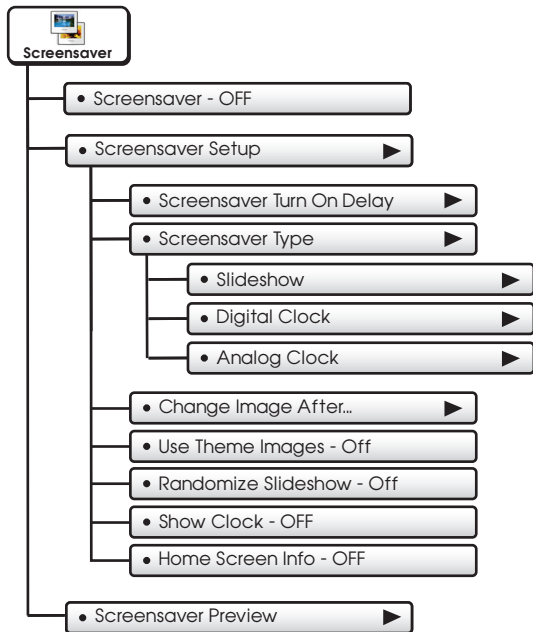 Screensaver
• Screensaver - OFF
• Screensaver Setup
• Screensaver Turn On Delay
• Screensaver Type
• Slideshow
• Digital Clock
• Analog Clock
• Change Image After...
• Use Theme Images - Off
• Randomize Slideshow - Off
• Show Clock - OFF
• Home Screen Info - OFF
• Screensaver Preview